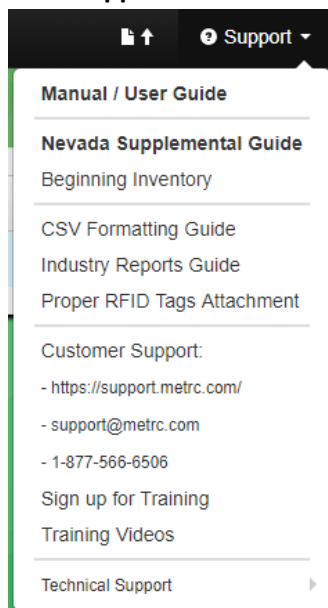 Support
Manual / User Guide
Nevada Supplemental Guide
Beginning Inventory
CSV Formatting Guide
Industry Reports Guide
Proper RFID Tags Attachment
Customer Support:
- https://support.metrc.com/
- support@metrc.com
- 1-877-566-6506
Sign up for Training
Training Videos
Technical Support